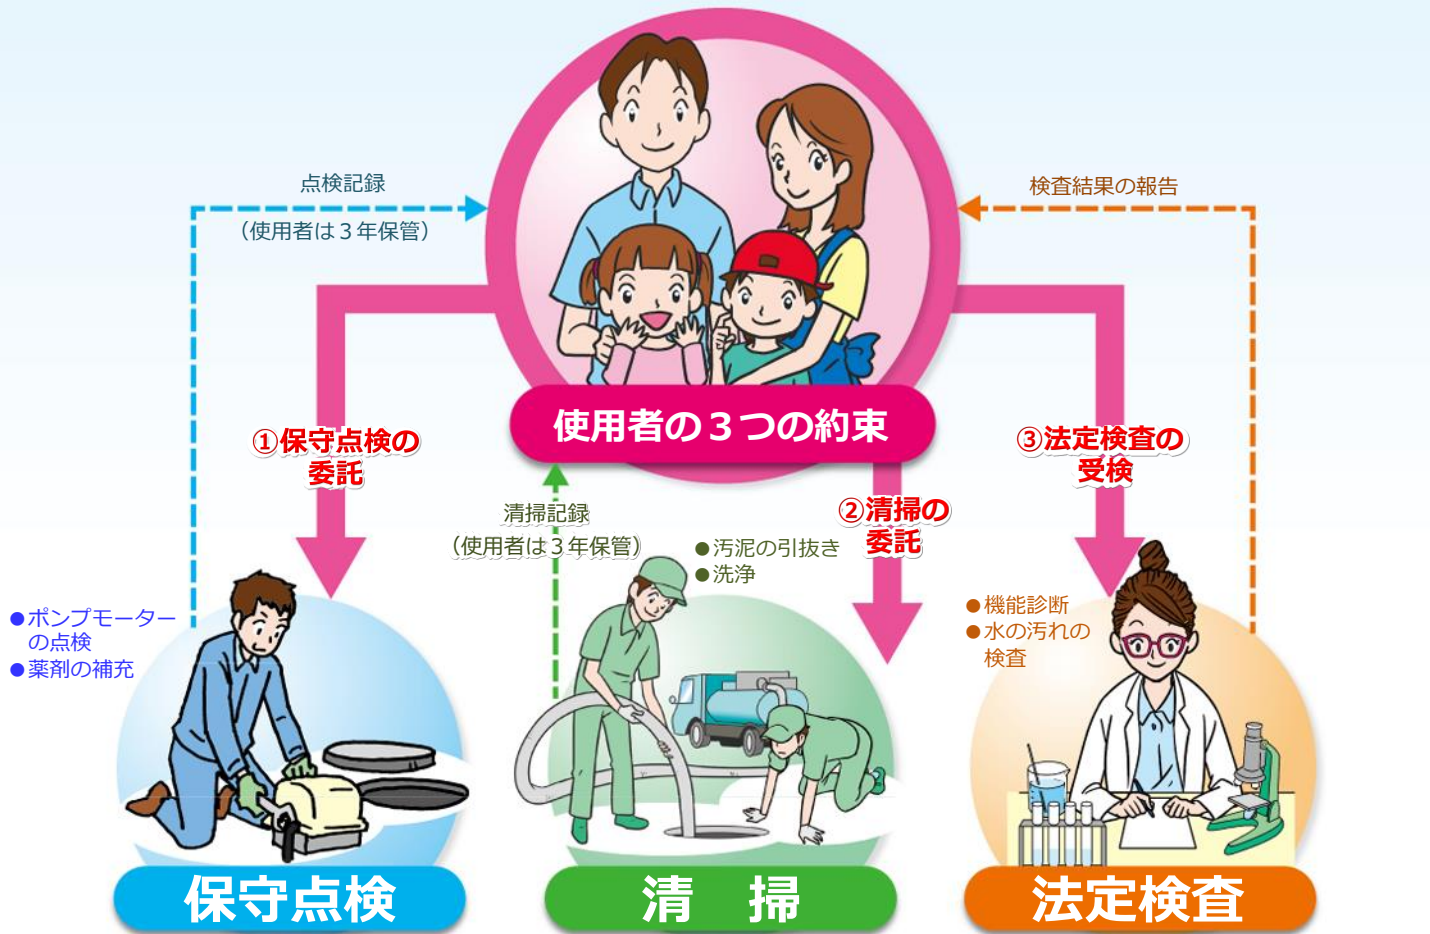 点検記録
(使用者は３年保管)
検査結果の報告
使用者の３つの約束
①保守点検の
委託
②清掃の
委託
③法定検査の
受検
清掃記録
(使用者は３年保管)
●ポンプモーター
の点検
●薬剤の補充
●汚泥の引抜き
●洗浄
●機能診断
●水の汚れの
検査
保守点検
清　掃
法定検査